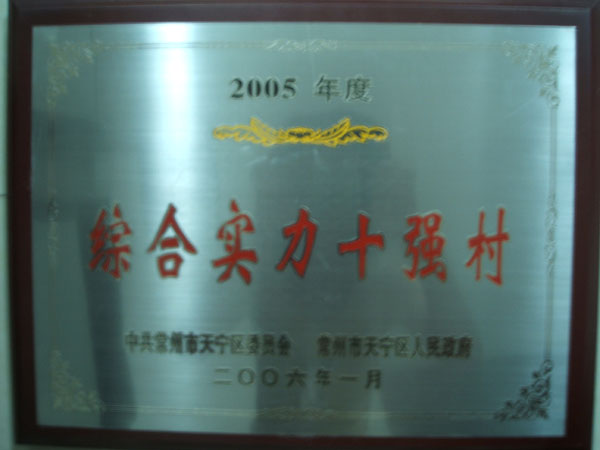 2005 年度
综合实力十强村
中共常州市天宁区委员会 常州市天宁区人民政府
二〇〇六年一月